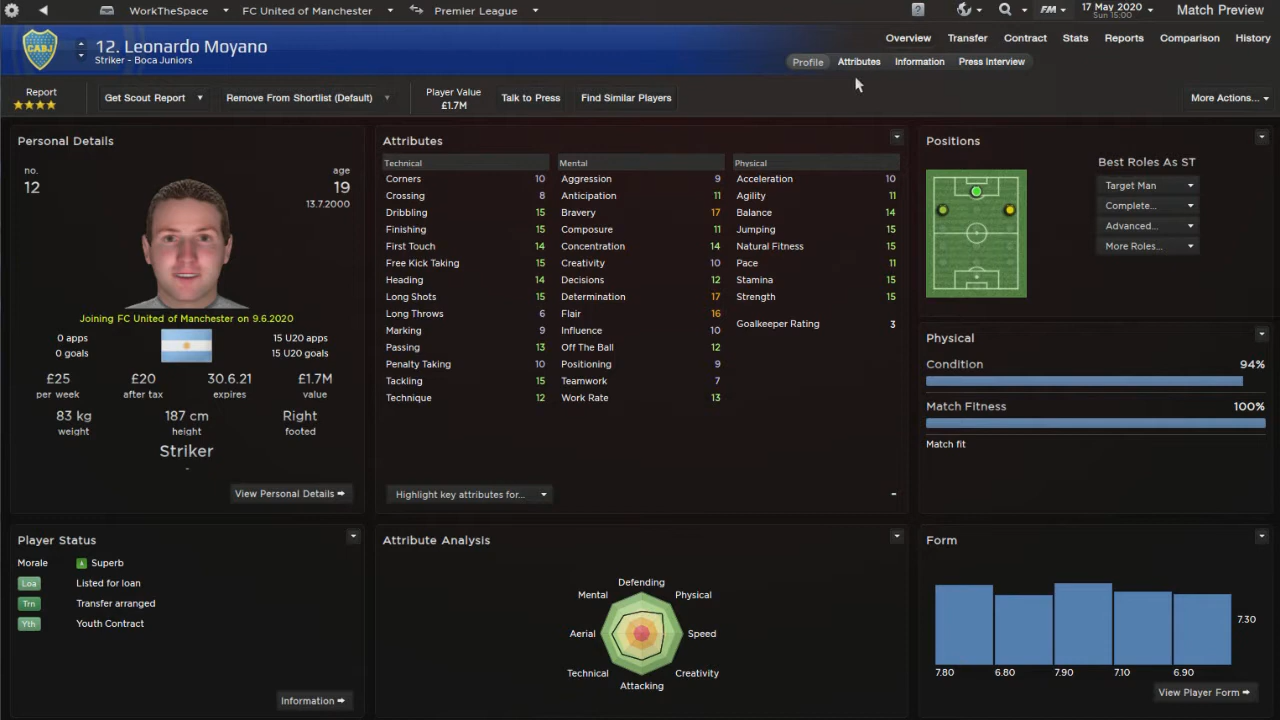 WorkTheSpace FC United of Manchester Premier League FM 17 May 2020 Sun 15:00 Match Preview
CABJ
12. Leonardo Moyano
Striker - Boca Juniors
Overview Transfer Contract Stats Reports Comparison History
Profile Attributes Information Press Interview
Report
Get Scout Report Remove From Shortlist (Default) Player Value £1.7M Talk to Press Find Similar Players More Actions...
Personal Details
no. 12
age 19
13.7.2000
Joining FC United of Manchester on 9.6.2020
0 apps 15 U20 apps
0 goals 15 U20 goals
£25 £20 30.6.21 £1.7M
per week after tax expires value
83 kg 187 cm Right
weight height footed
Striker
-
View Personal Details
Attributes
Technical
Corners 10
Crossing 8
Dribbling 15
Finishing 15
First Touch 14
Free Kick Taking 15
Heading 14
Long Shots 15
Long Throws 6
Marking 9
Passing 13
Penalty Taking 10
Tackling 15
Technique 12
Mental
Aggression 9
Anticipation 11
Bravery 17
Composure 11
Concentration 14
Creativity 10
Decisions 12
Determination 17
Flair 16
Influence 10
Off The Ball 12
Positioning 9
Teamwork 7
Work Rate 13
Physical
Acceleration 10
Agility 11
Balance 14
Jumping 15
Natural Fitness 15
Pace 11
Stamina 15
Strength 15
Goalkeeper Rating 3
Highlight key attributes for... -
Positions
Best Roles As ST
Target Man
Complete...
Advanced...
More Roles...
Physical
Condition 94%
Match Fitness 100%
Match fit
Player Status
Morale Superb
Loa Listed for loan
Trn Transfer arranged
Yth Youth Contract
Information
Attribute Analysis
Defending
Mental Physical
Aerial Speed
Technical Creativity
Attacking
Form
7.30
7.80 6.80 7.90 7.10 6.90
View Player Form